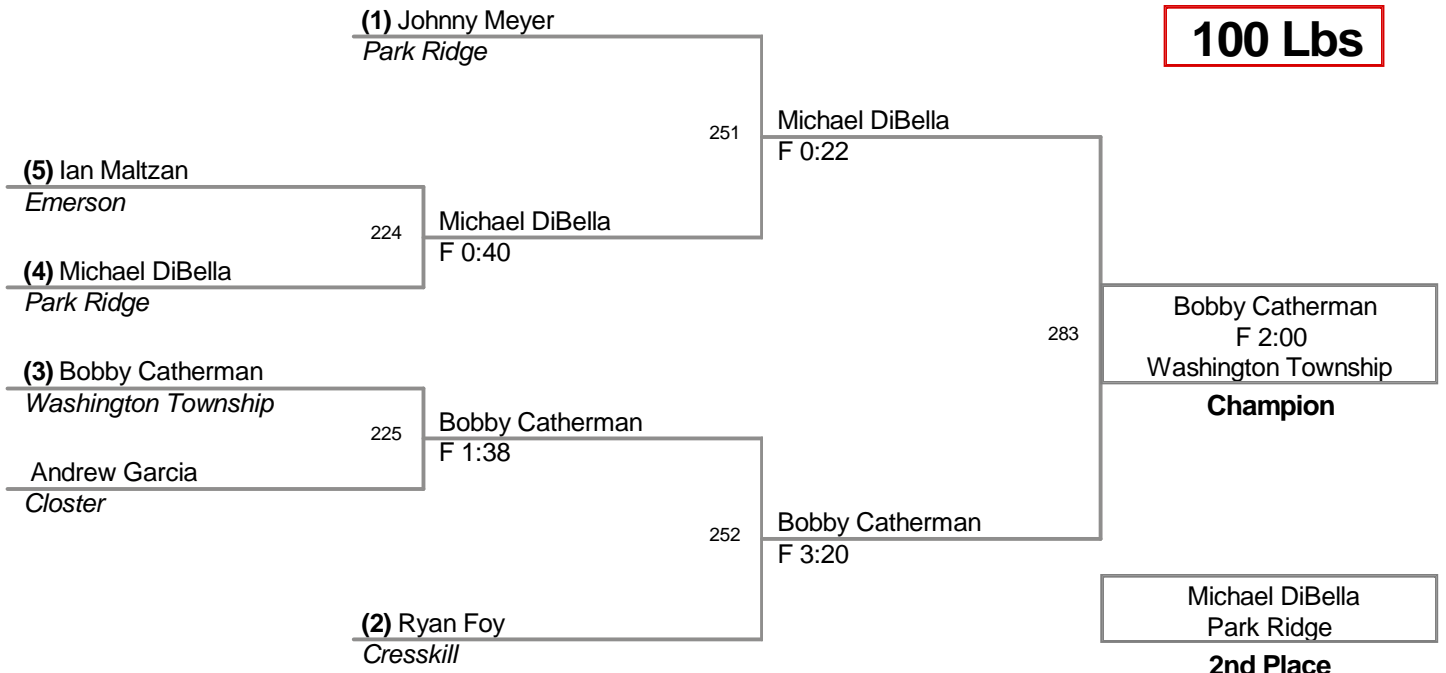 (1) Johnny Meyer
Park Ridge
100 Lbs
251
Michael DiBella
F 0:22
(5) Ian Maltzan
Emerson
224
Michael DiBella
F 0:40
(4) Michael DiBella
Park Ridge
283
Bobby Catherman
F 2:00
Washington Township
Champion
(3) Bobby Catherman
Washington Township
225
Bobby Catherman
F 1:38
Andrew Garcia
Closter
252
Bobby Catherman
F 3:20
(2) Ryan Foy
Cresskill
Michael DiBella
Park Ridge
2nd Place